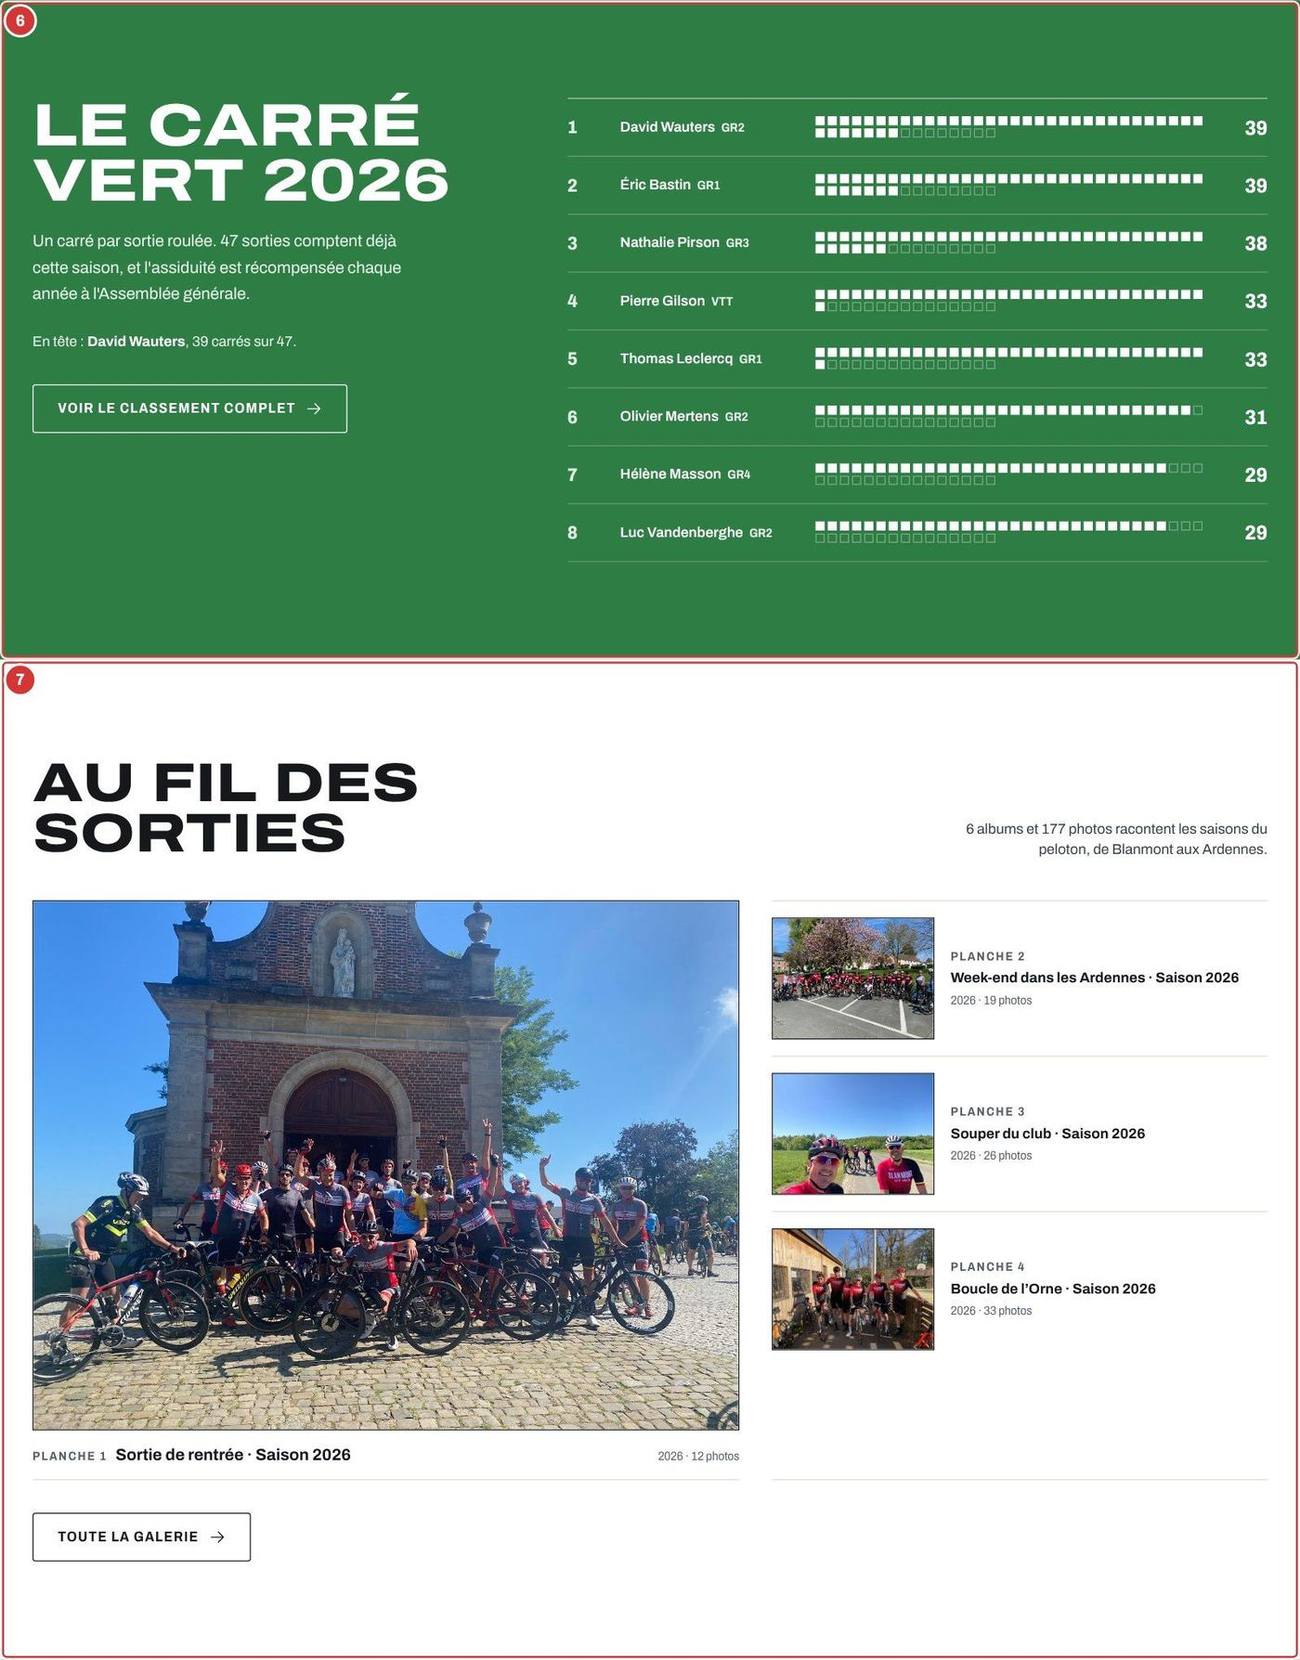 6
LE CARRÉ
VERT 2026
Un carré par sortie roulée. 47 sorties comptent déjà
cette saison, et l'assiduité est récompensée chaque
année à l'Assemblée générale.
En tête : David Wauters, 39 carrés sur 47.
VOIR LE CLASSEMENT COMPLET →
1 David Wauters GR2 39
2 Éric Bastin GR1 39
3 Nathalie Pirson GR3 38
4 Pierre Gilson VTT 33
5 Thomas Leclercq GR1 33
6 Olivier Mertens GR2 31
7 Hélène Masson GR4 29
8 Luc Vandenberghe GR2 29
7
AU FIL DES
SORTIES
6 albums et 177 photos racontent les saisons du
peloton, de Blanmont aux Ardennes.
PLANCHE 1 Sortie de rentrée · Saison 2026 2026 · 12 photos
PLANCHE 2
Week-end dans les Ardennes · Saison 2026
2026 · 19 photos
PLANCHE 3
Souper du club · Saison 2026
2026 · 26 photos
PLANCHE 4
Boucle de l’Orne · Saison 2026
2026 · 33 photos
TOUTE LA GALERIE →